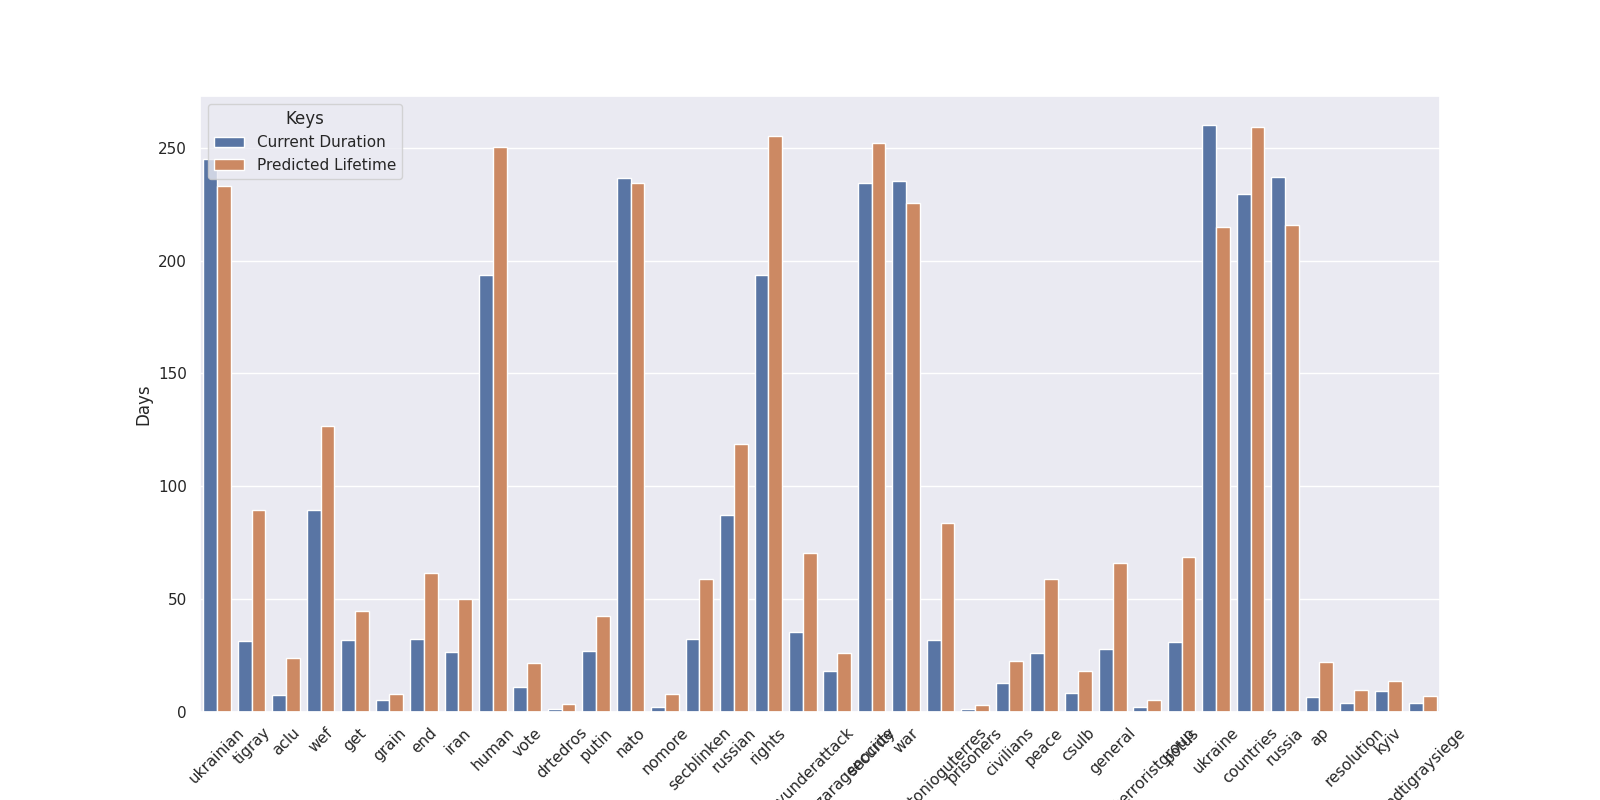 Keys
Current Duration
Predicted Lifetime
250
200
150
100
50
0
Days
ukrainian
tigray
aclu
wef
get
grain
end
iran
human
vote
drtedros
putin
nato
nomore
secblinken
russian
rights
war
prisoners
civilians
peace
csulb
general
ukraine
countries
russia
ap
resolution
kyiv